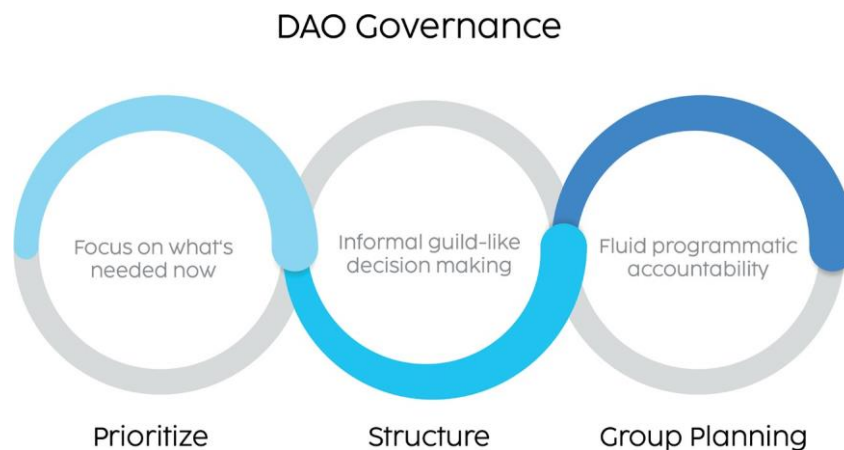 DAO Governance
Focus on what's
needed now
Informal guild-like
decision making
Fluid programmatic
accountability
Prioritize
Structure
Group Planning